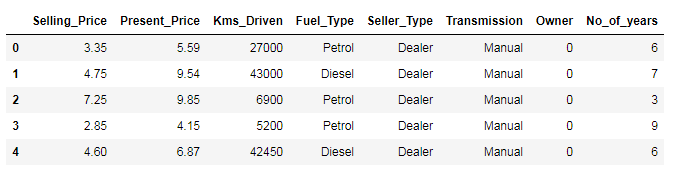 Selling_Price Present_Price Kms_Driven Fuel_Type Seller_Type Transmission Owner No_of_years
0 3.35 5.59 27000 Petrol Dealer Manual 0 6
1 4.75 9.54 43000 Diesel Dealer Manual 0 7
2 7.25 9.85 6900 Petrol Dealer Manual 0 3
3 2.85 4.15 5200 Petrol Dealer Manual 0 9
4 4.60 6.87 42450 Diesel Dealer Manual 0 6